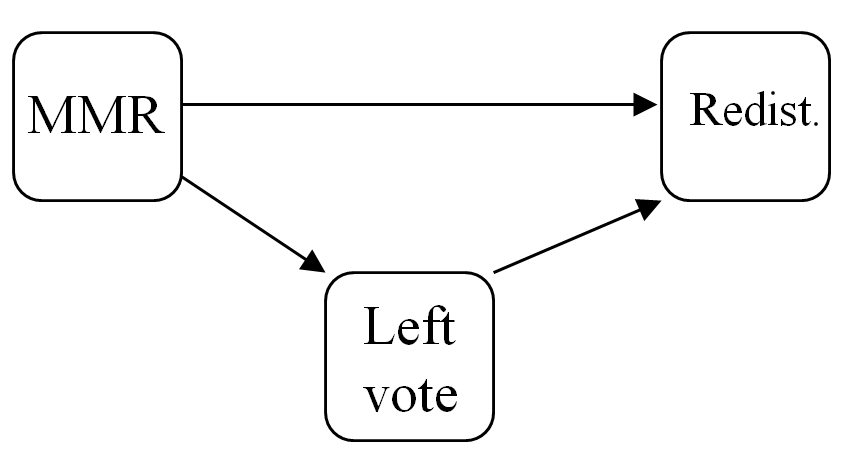 MMR
Redist.
Left
vote